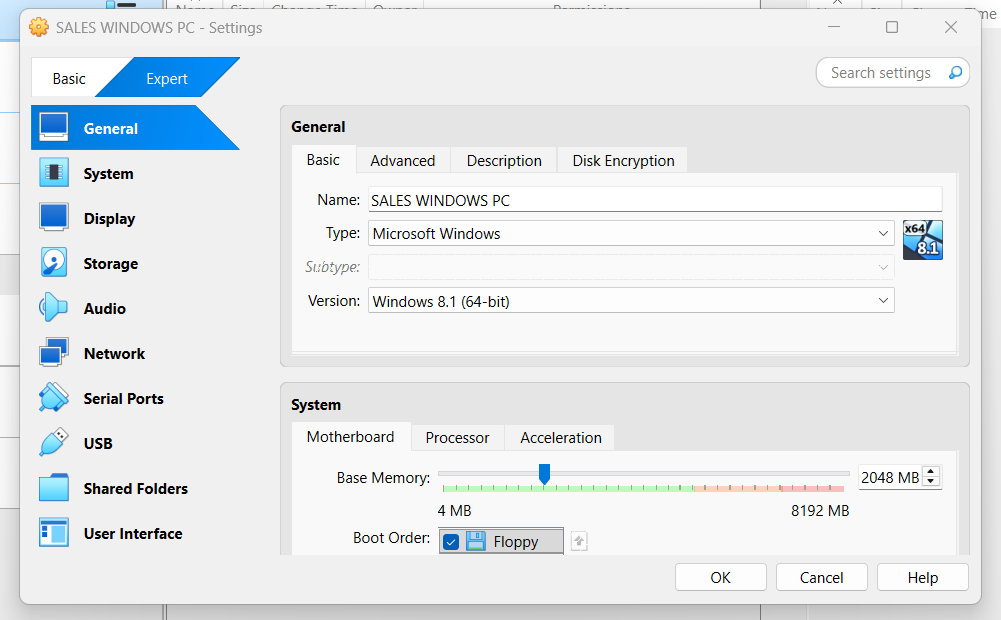 SALES WINDOWS PC - Settings
Basic Expert
Search settings
General
System
Display
Storage
Audio
Network
Serial Ports
USB
Shared Folders
User Interface
General
Basic Advanced Description Disk Encryption
Name: SALES WINDOWS PC
Type: Microsoft Windows
x64
8.1
Subtype:
Version: Windows 8.1 (64-bit)
System
Motherboard Processor Acceleration
Base Memory: 2048 MB
4 MB 8192 MB
Boot Order: Floppy
OK Cancel Help